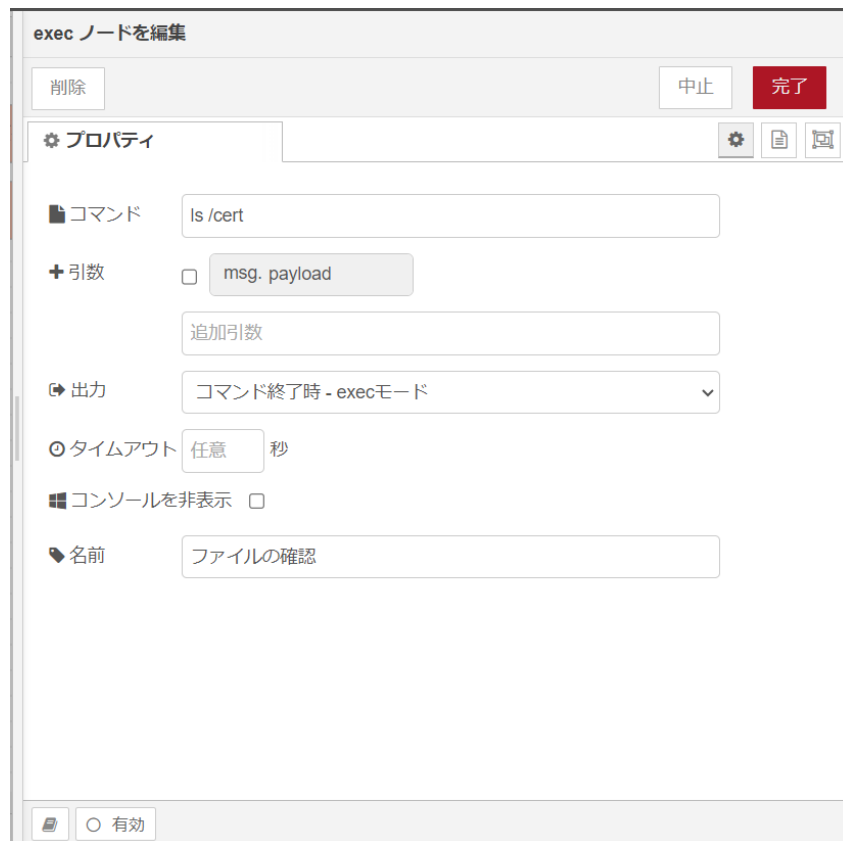 exec ノードを編集
削除
中止
完了
プロパティ
コマンド ls /cert
引数 msg. payload
追加引数
出力 コマンド終了時 - execモード
タイムアウト 任意 秒
コンソールを非表示
名前 ファイルの確認
有効